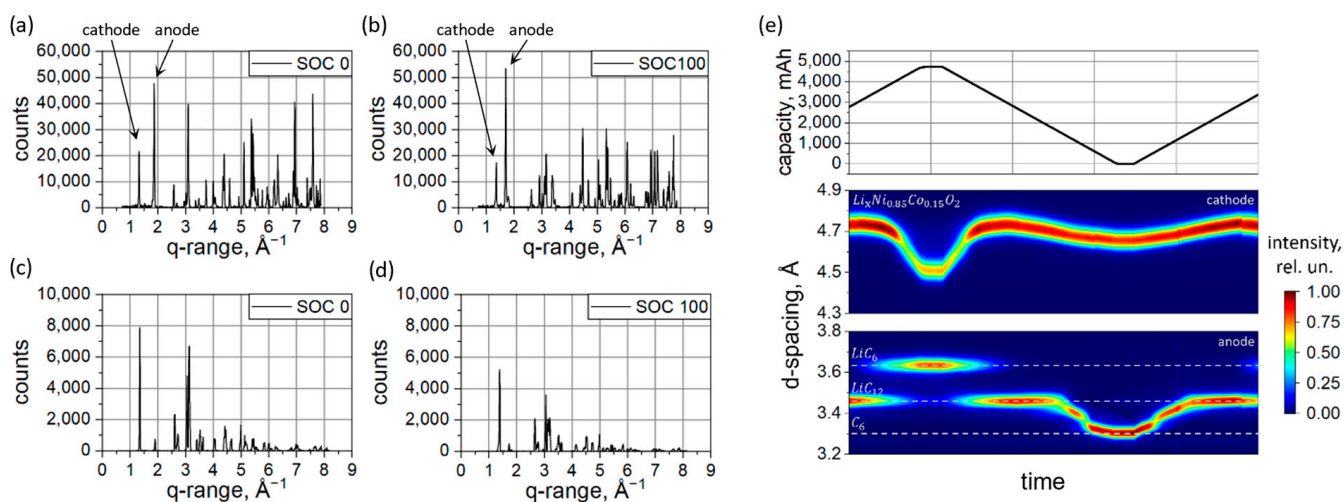 (a)
cathode
anode
counts
60,000
50,000
40,000
30,000
20,000
10,000
0
SOC 0
0 1 2 3 4 5 6 7 8 9
q-range, Å⁻¹
(b)
cathode
anode
counts
60,000
50,000
40,000
30,000
20,000
10,000
0
SOC100
0 1 2 3 4 5 6 7 8 9
q-range, Å⁻¹
(c)
counts
10,000
8,000
6,000
4,000
2,000
0
SOC 0
0 1 2 3 4 5 6 7 8 9
q-range, Å⁻¹
(d)
counts
10,000
8,000
6,000
4,000
2,000
0
SOC 100
0 1 2 3 4 5 6 7 8 9
q-range, Å⁻¹
(e)
capacity, mAh
5,000
4,000
3,000
2,000
1,000
0
d-spacing, Å
4.9
4.7
4.5
4.3
LiₓNi₀.₈₅Co₀.₁₅O₂
cathode
3.8
3.6
3.4
3.2
anode
LiC₆
LiC₁₂
C₆
time
intensity,
rel. un.
1.00
0.75
0.50
0.25
0.00